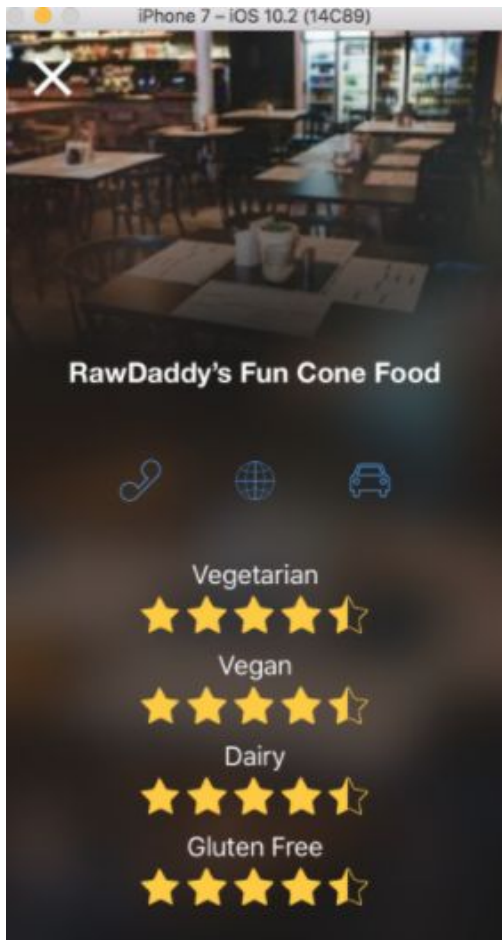 iPhone 7 – iOS 10.2 (14C89)
RawDaddy's Fun Cone Food
Vegetarian
Vegan
Dairy
Gluten Free